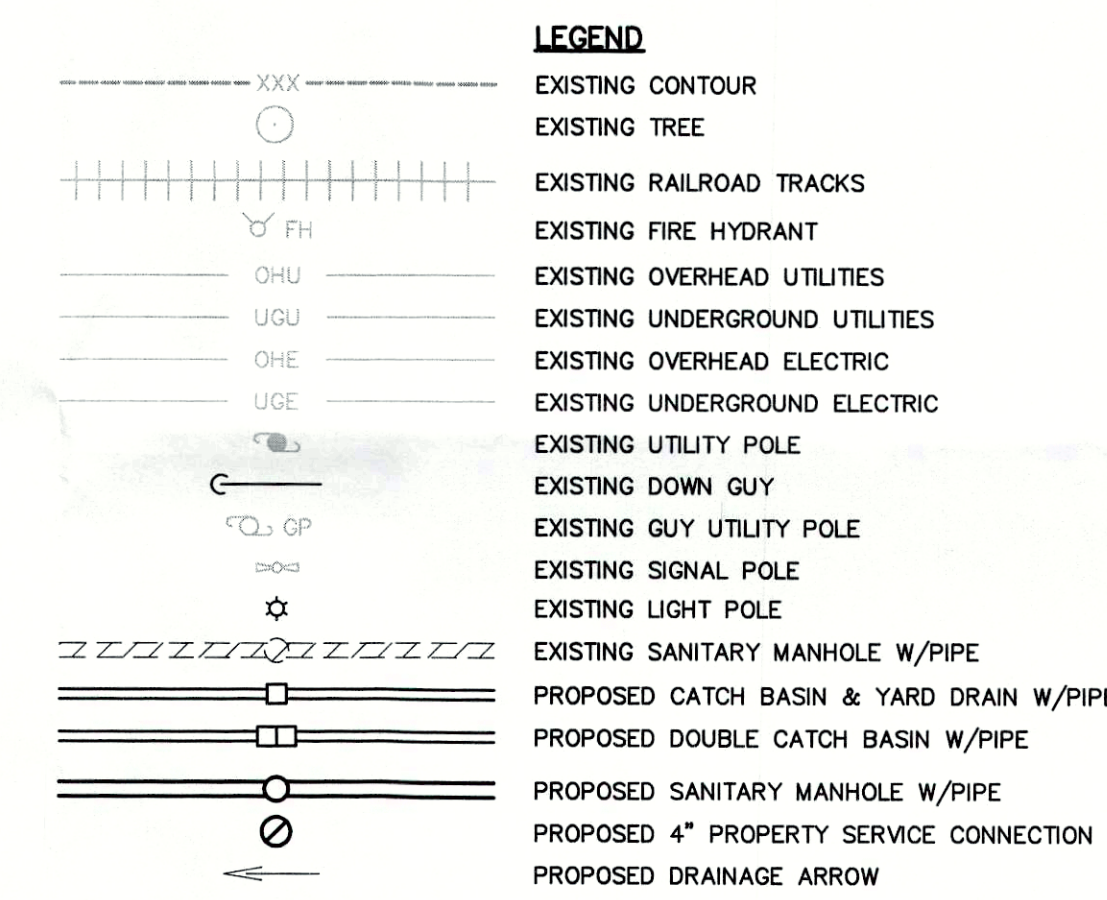 LEGEND
XXX EXISTING CONTOUR
EXISTING TREE
EXISTING RAILROAD TRACKS
FH EXISTING FIRE HYDRANT
OHU EXISTING OVERHEAD UTILITIES
UGU EXISTING UNDERGROUND UTILITIES
OHE EXISTING OVERHEAD ELECTRIC
UGE EXISTING UNDERGROUND ELECTRIC
EXISTING UTILITY POLE
EXISTING DOWN GUY
GP EXISTING GUY UTILITY POLE
EXISTING SIGNAL POLE
EXISTING LIGHT POLE
EXISTING SANITARY MANHOLE W/PIPE
PROPOSED CATCH BASIN & YARD DRAIN W/PIPE
PROPOSED DOUBLE CATCH BASIN W/PIPE
PROPOSED SANITARY MANHOLE W/PIPE
PROPOSED 4" PROPERTY SERVICE CONNECTION
PROPOSED DRAINAGE ARROW